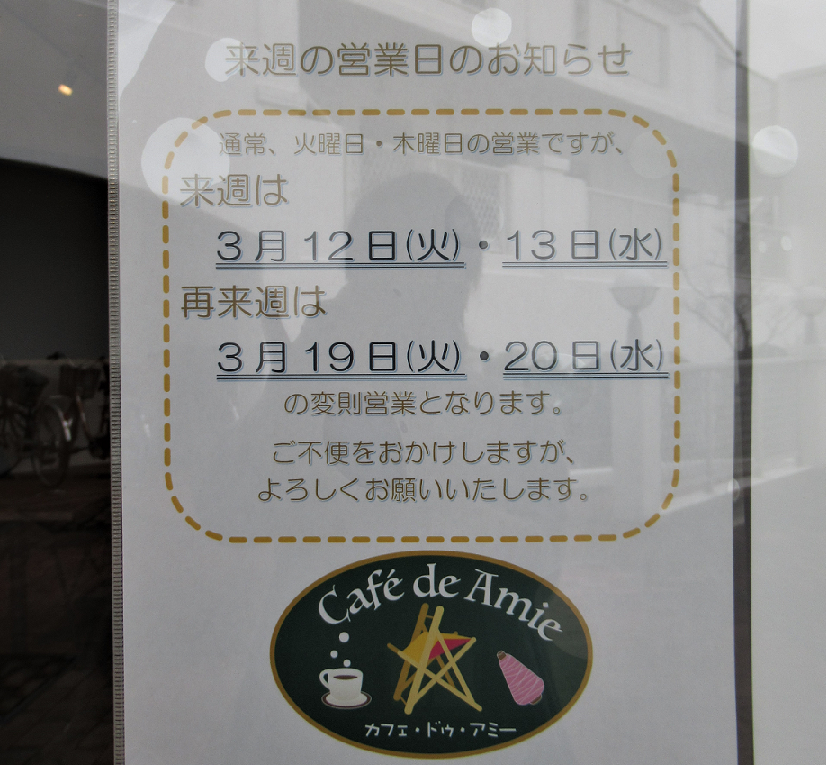 来週の営業日のお知らせ
通常、火曜日・木曜日の営業ですが、
来週は
3月12日(火)・13日(水)
再来週は
3月19日(火)・20日(水)
の変則営業となります。
ご不便をおかけしますが、
よろしくお願いいたします。
Café de Amie
カフェ・ドゥ・アミー